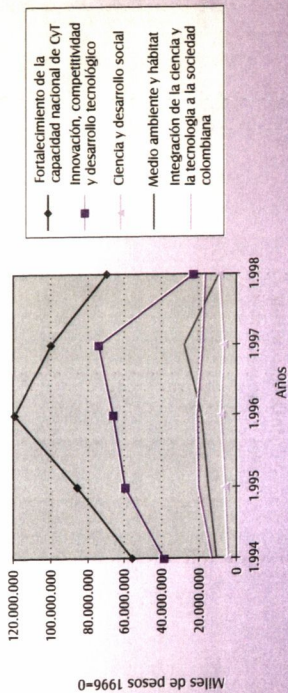 120.000.000
100.000.000
80.000.000
60.000.000
40.000.000
20.000.000
0
1.994
1.995
1.996
1.997
1.998
Años
Miles de pesos 1996=0
Fortalecimiento de la
capacidad nacional de CyT
Innovación, competitividad
y desarrollo tecnológico
Ciencia y desarrollo social
Medio ambiente y hábitat
Integración de la ciencia y
la tecnología a la sociedad
colombiana